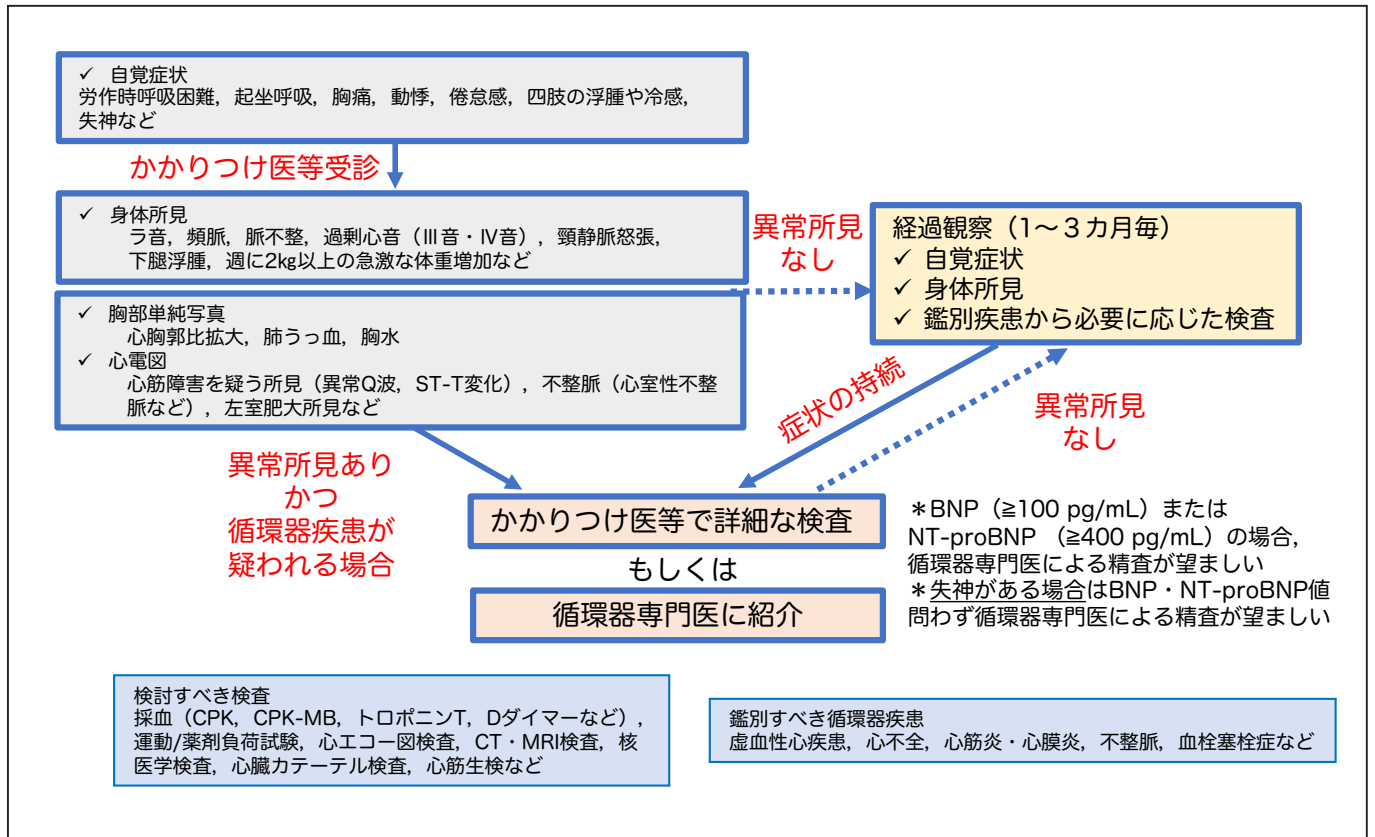 ✓ 自覚症状
労作時呼吸困難，起坐呼吸，胸痛，動悸，倦怠感，四肢の浮腫や冷感，
失神など
かかりつけ医等受診
✓ 身体所見
ラ音，頻脈，脈不整，過剰心音（Ⅲ音・Ⅳ音），頸静脈怒張，
下腿浮腫，週に2kg以上の急激な体重増加など
✓ 胸部単純写真
心胸郭比拡大，肺うっ血，胸水
✓ 心電図
心筋障害を疑う所見（異常Q波，ST-T変化），不整脈（心室性不整
脈など），左室肥大所見など
異常所見
なし
経過観察（1～３カ月毎）
✓ 自覚症状
✓ 身体所見
✓ 鑑別疾患から必要に応じた検査
症状の持続
異常所見
なし
異常所見あり
かつ
循環器疾患が
疑われる場合
かかりつけ医等で詳細な検査
もしくは
循環器専門医に紹介
＊BNP（≧100 pg/mL）または
NT-proBNP （≧400 pg/mL）の場合，
循環器専門医による精査が望ましい
＊失神がある場合はBNP・NT-proBNP値
問わず循環器専門医による精査が望ましい
検討すべき検査
採血（CPK，CPK-MB，トロポニンT，Dダイマーなど），
運動/薬剤負荷試験，心エコー図検査，CT・MRI検査，核
医学検査，心臓カテーテル検査，心筋生検など
鑑別すべき循環器疾患
虚血性心疾患，心不全，心筋炎・心膜炎，不整脈，血栓塞栓症など